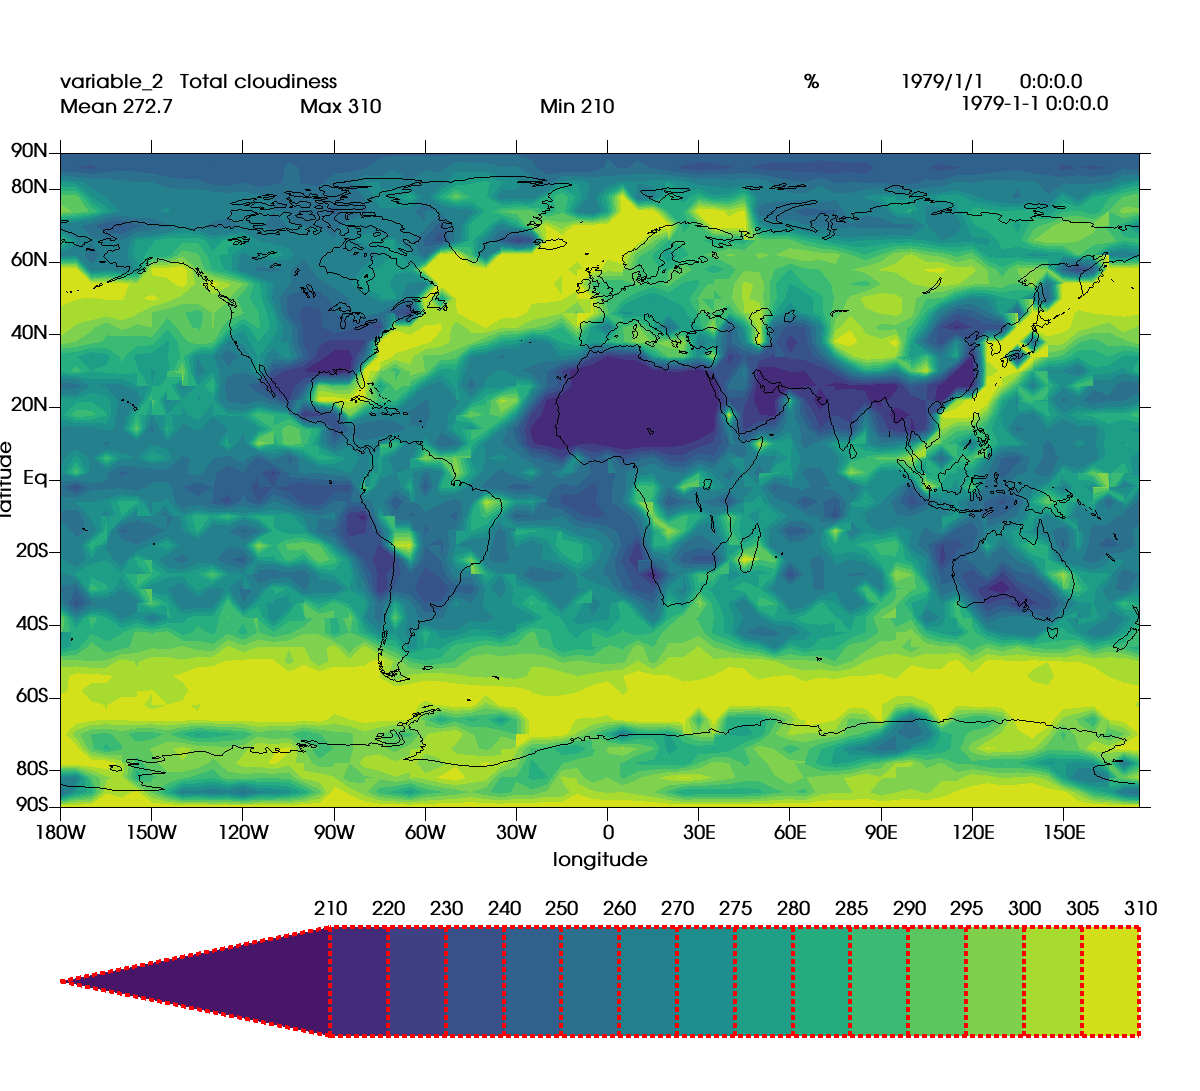 variable_2 Total cloudiness % 1979/1/1 0:0:0.0
Mean 272.7 Max 310 Min 210 1979-1-1 0:0:0.0
90N
80N
60N
40N
20N
Eq
20S
40S
60S
80S
90S
latitude
180W 150W 120W 90W 60W 30W 0 30E 60E 90E 120E 150E
longitude
210 220 230 240 250 260 270 275 280 285 290 295 300 305 310